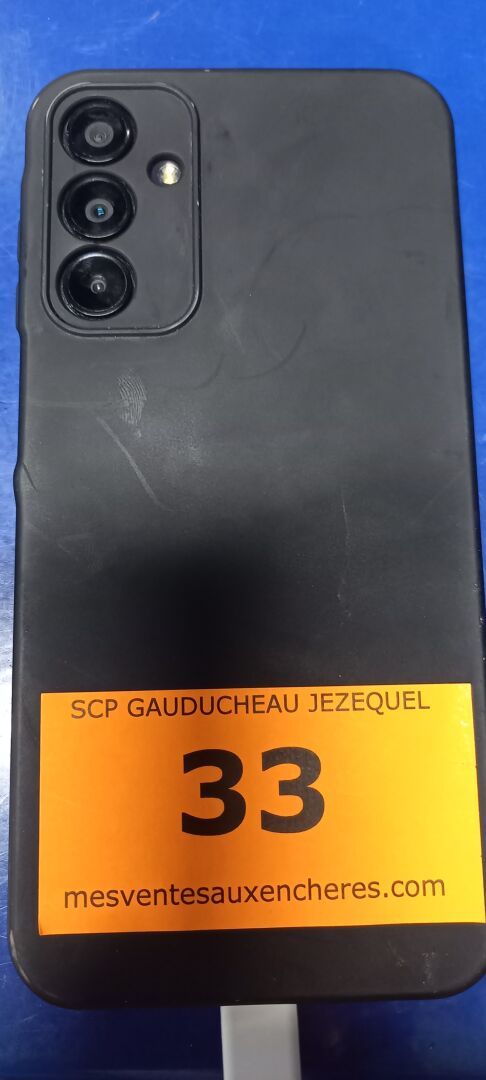 SCP GAUDUCHEAU JEZEQUEL
33
mesventesauxencheres.com